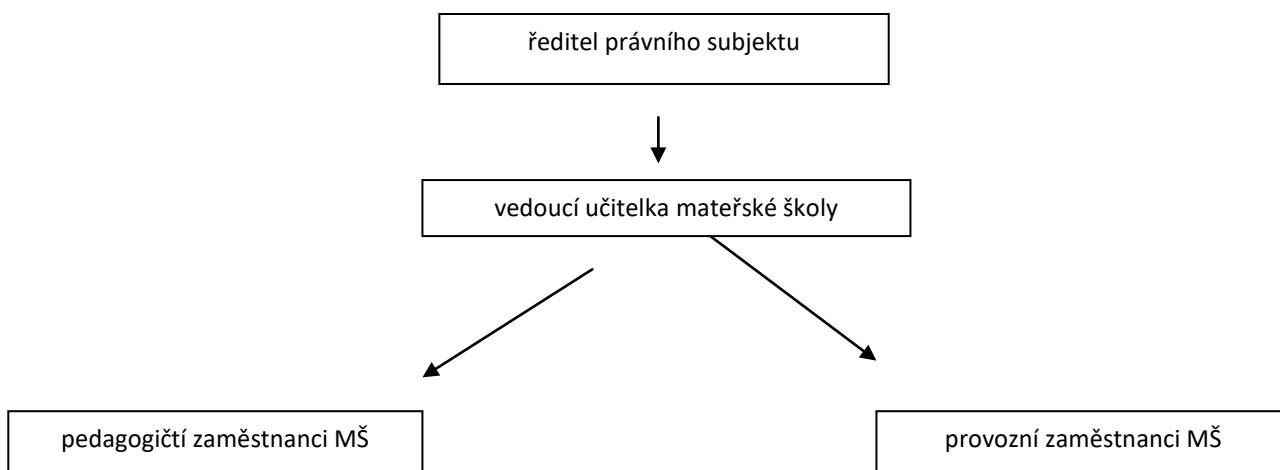 ředitel právního subjektu
vedoucí učitelka mateřské školy
pedagogičtí zaměstnanci MŠ
provozní zaměstnanci MŠ